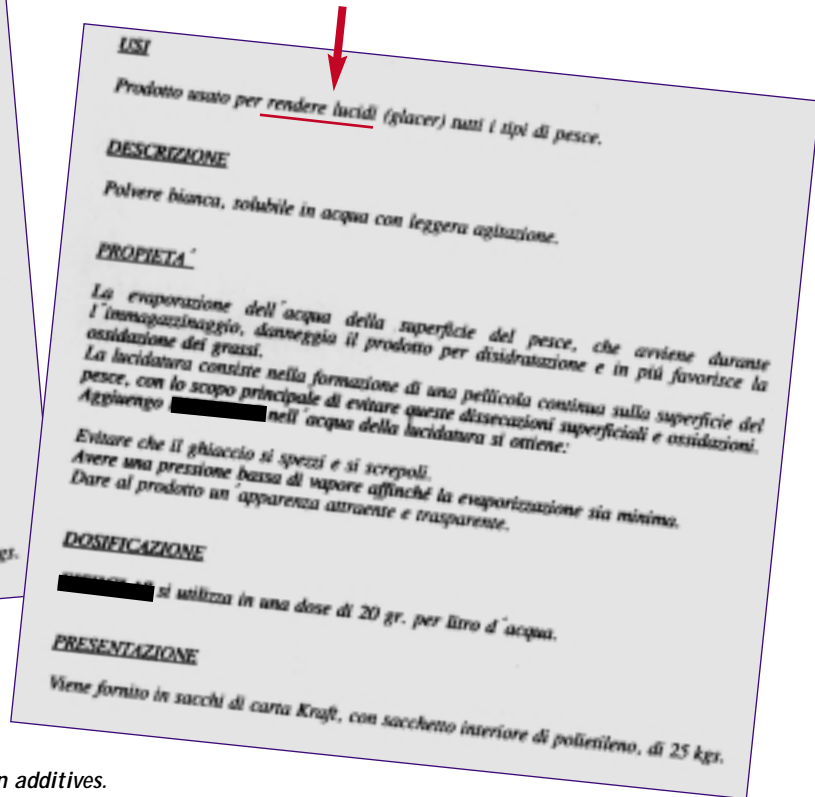 USI
Prodotto usato per rendere lucidi (glacer) tutti i tipi di pesce.
DESCRIZIONE
Polvere bianca, solubile in acqua con leggera agitazione.
PROPIETA´
La evaporazione dell´acqua della superficie del pesce, che avviene durante
l´immagazzinaggio, danneggia il prodotto per disidratazione e in piú favorisce la
ossidazione dei grassi.
La lucidatura consiste nella formazione di una pellicola continua sulla superficie del
pesce, con lo scopo principale di evitare queste dissecazioni superficiali e ossidazioni.
Aggiuengo nell´acqua della lucidatura si ottiene:
Evitare che il ghiaccio si spezzi e si screpoli.
Avere una pressione bassa di vapore affinché la evaporizzazione sia minima.
Dare al prodotto un´apparenza attraente e trasparente.
DOSIFICAZIONE
si utilizza in una dose di 20 gr. per litro d´acqua.
PRESENTAZIONE
Viene fornito in sacchi di carta Kraft, con sacchetto interiore di polietileno, di 25 kgs.
gs.
n additives.